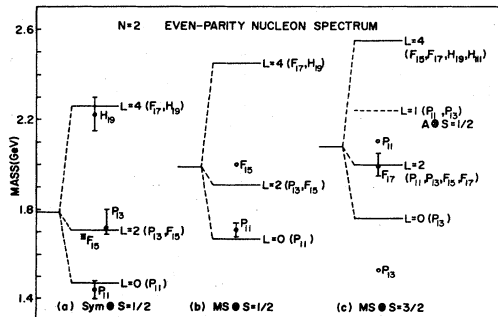 N=2 EVEN-PARITY NUCLEON SPECTRUM
MASS(GeV)
2.6
2.2
1.8
1.4
L=4 (F₁₇,H₁₉)
H₁₉
P₁₃
F₁₅
L=2 (P₁₃,F₁₅)
L=0 (P₁₁)
P₁₁
(a) Sym⊗S=1/2
L=4 (F₁₇,H₁₉)
F₁₅
L=2 (P₁₃,F₁₅)
P₁₁
L=0 (P₁₁)
(b) MS⊗S=1/2
L=4
(F₁₅,F₁₇,H₁₉,H₁₁₁)
L=1 (P₁₁,P₁₃)
A⊗S=1/2
P₁₁
L=2
F₁₇
(P₁₁,P₁₃,F₁₅,F₁₇)
L=0 (P₁₃)
P₁₃
(c) MS⊗S=3/2